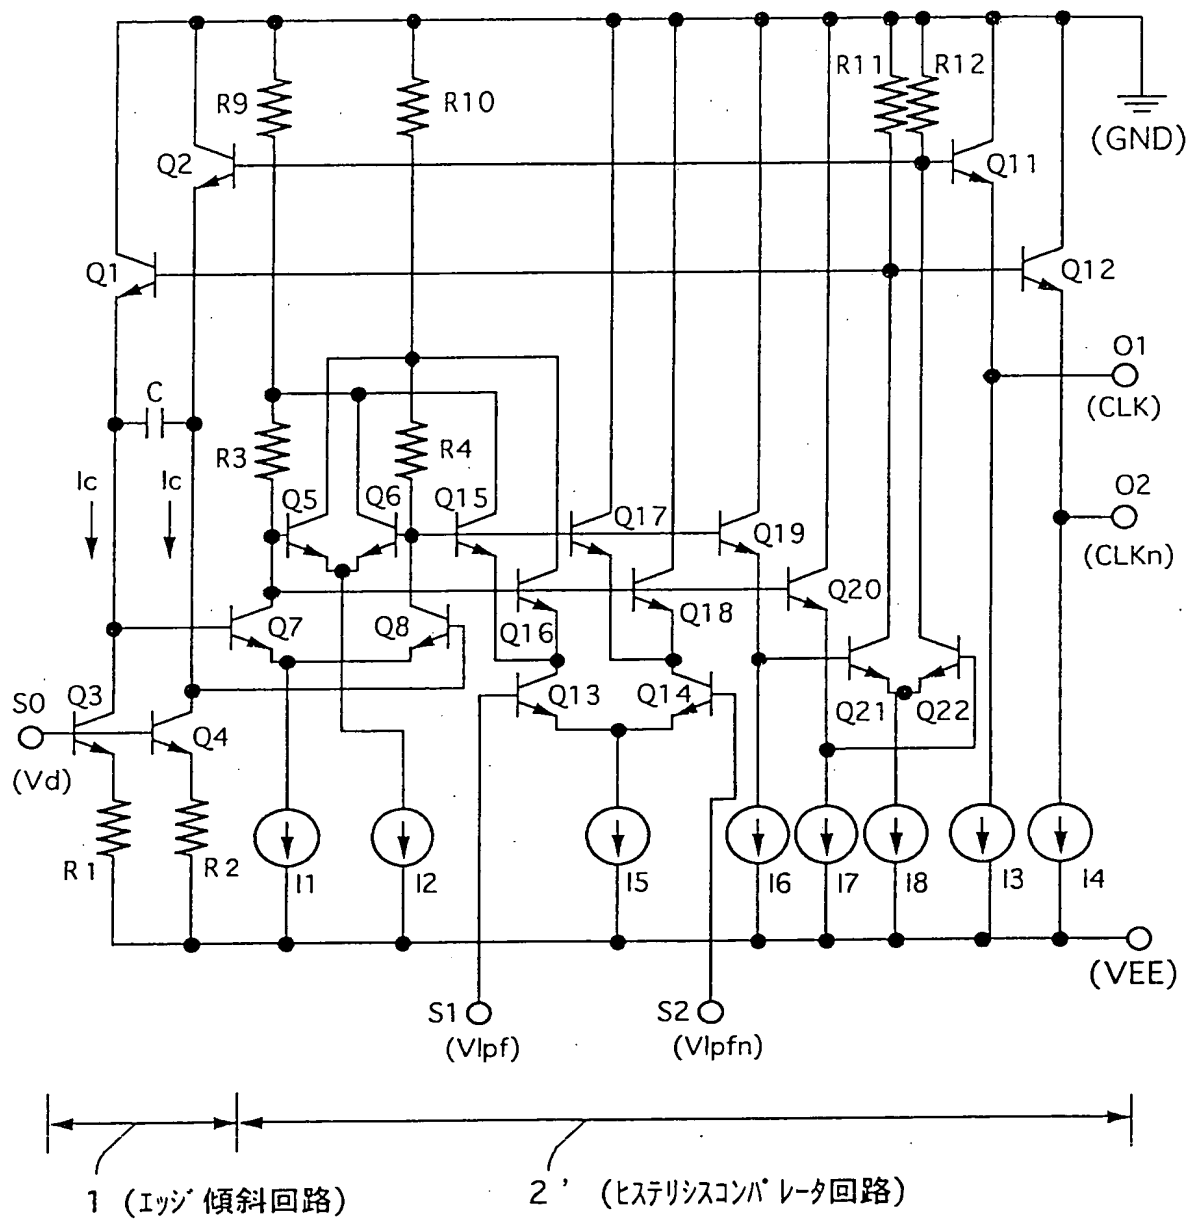 R9
R10
R11
R12
(GND)
Q2
Q11
Q1
Q12
O1
(CLK)
C
R3
R4
Ic
Ic
Q5
Q6
Q15
Q17
Q19
O2
(CLKn)
Q20
Q7
Q8
Q16
Q18
S0
Q3
Q4
Q13
Q14
Q21
Q22
(Vd)
R1
R2
I1
I2
I5
I6
I7
I8
I3
I4
(VEE)
S1
S2
(Vlpf)
(Vlpfn)
1 (エッジ傾斜回路)
2' (ヒステリシスコンパレータ回路)